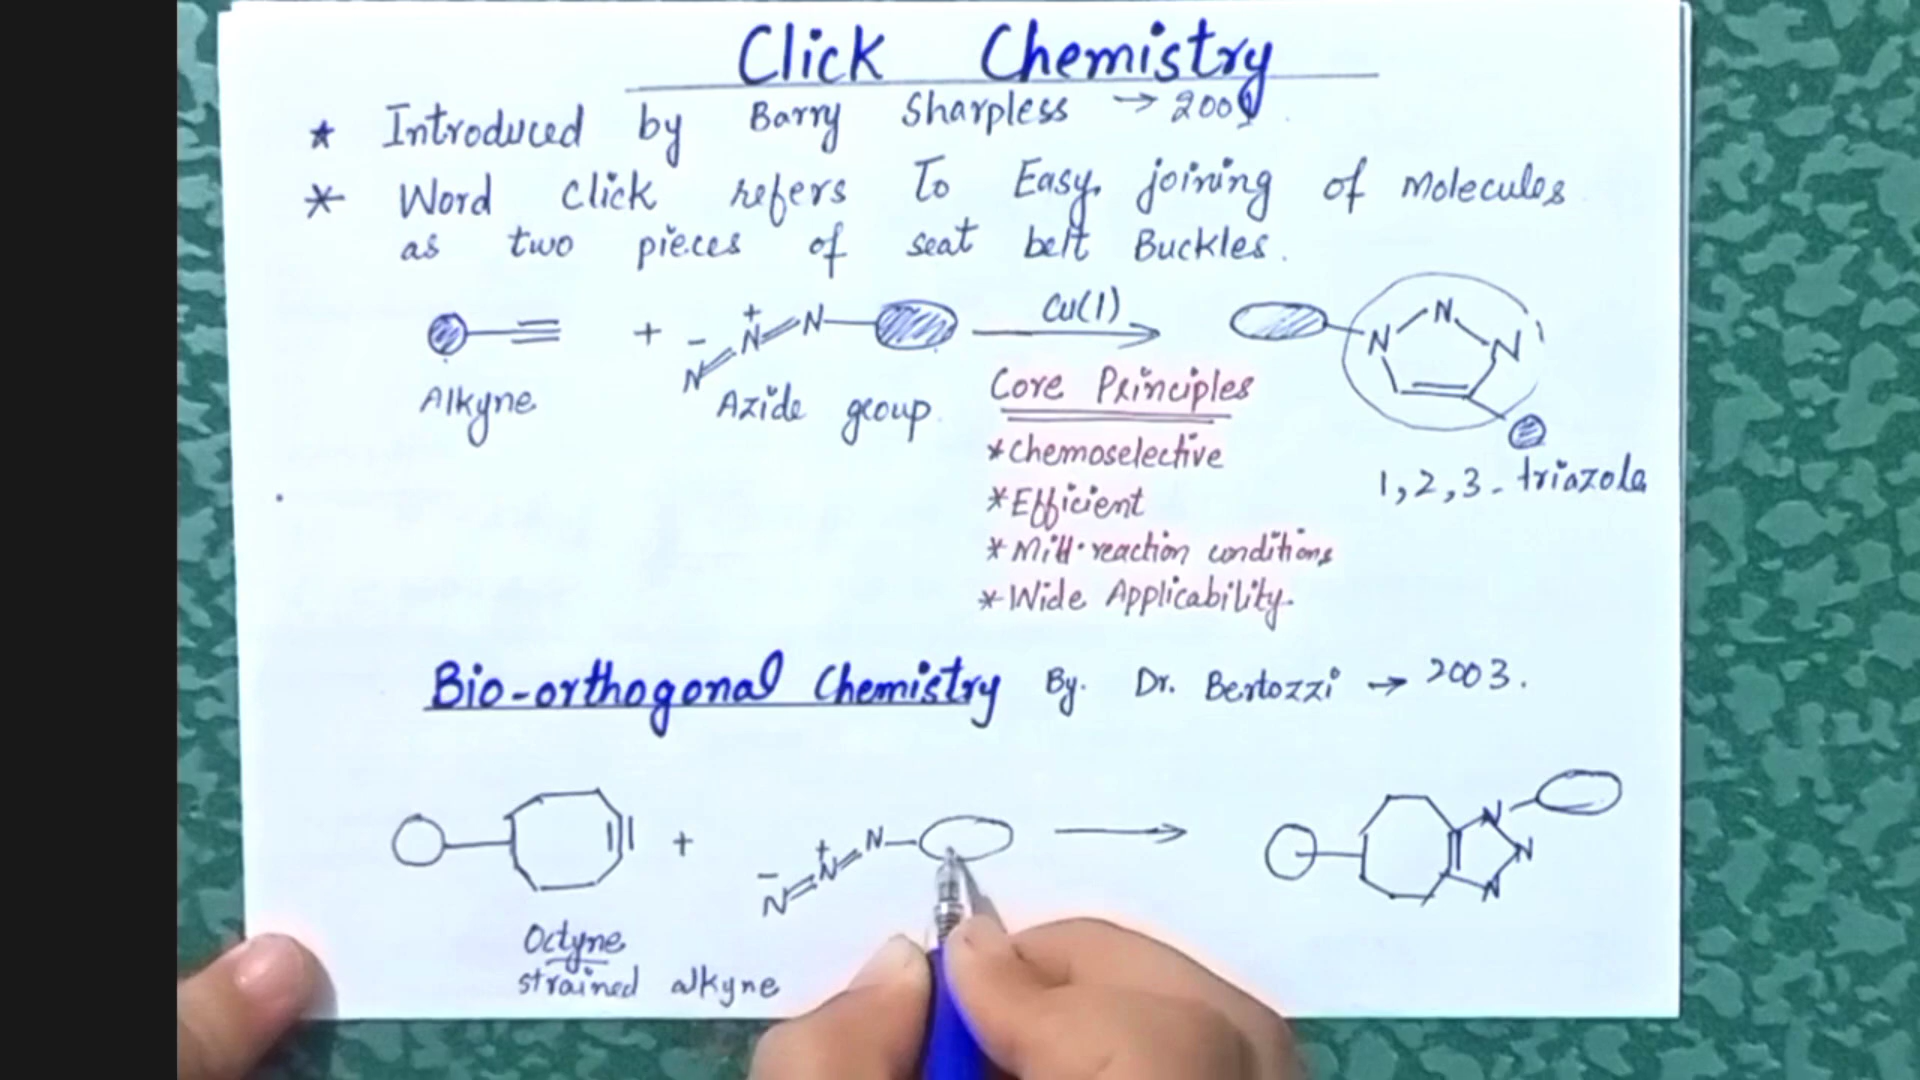 Click Chemistry
* Introduced by Barry Sharpless → 2001.
* Word click refers To Easy joining of Molecules
as two pieces of seat belt Buckles.
+ N N N Cu(I) N N N
Alkyne Azide group 1,2,3-triazole
Core Principles
*Chemoselective
*Efficient
*Mild reaction conditions
*Wide Applicability.
Bio-orthogonal Chemistry By. Dr. Bertozzi → 2003.
+ N N N → N N N
Octyne
strained alkyne